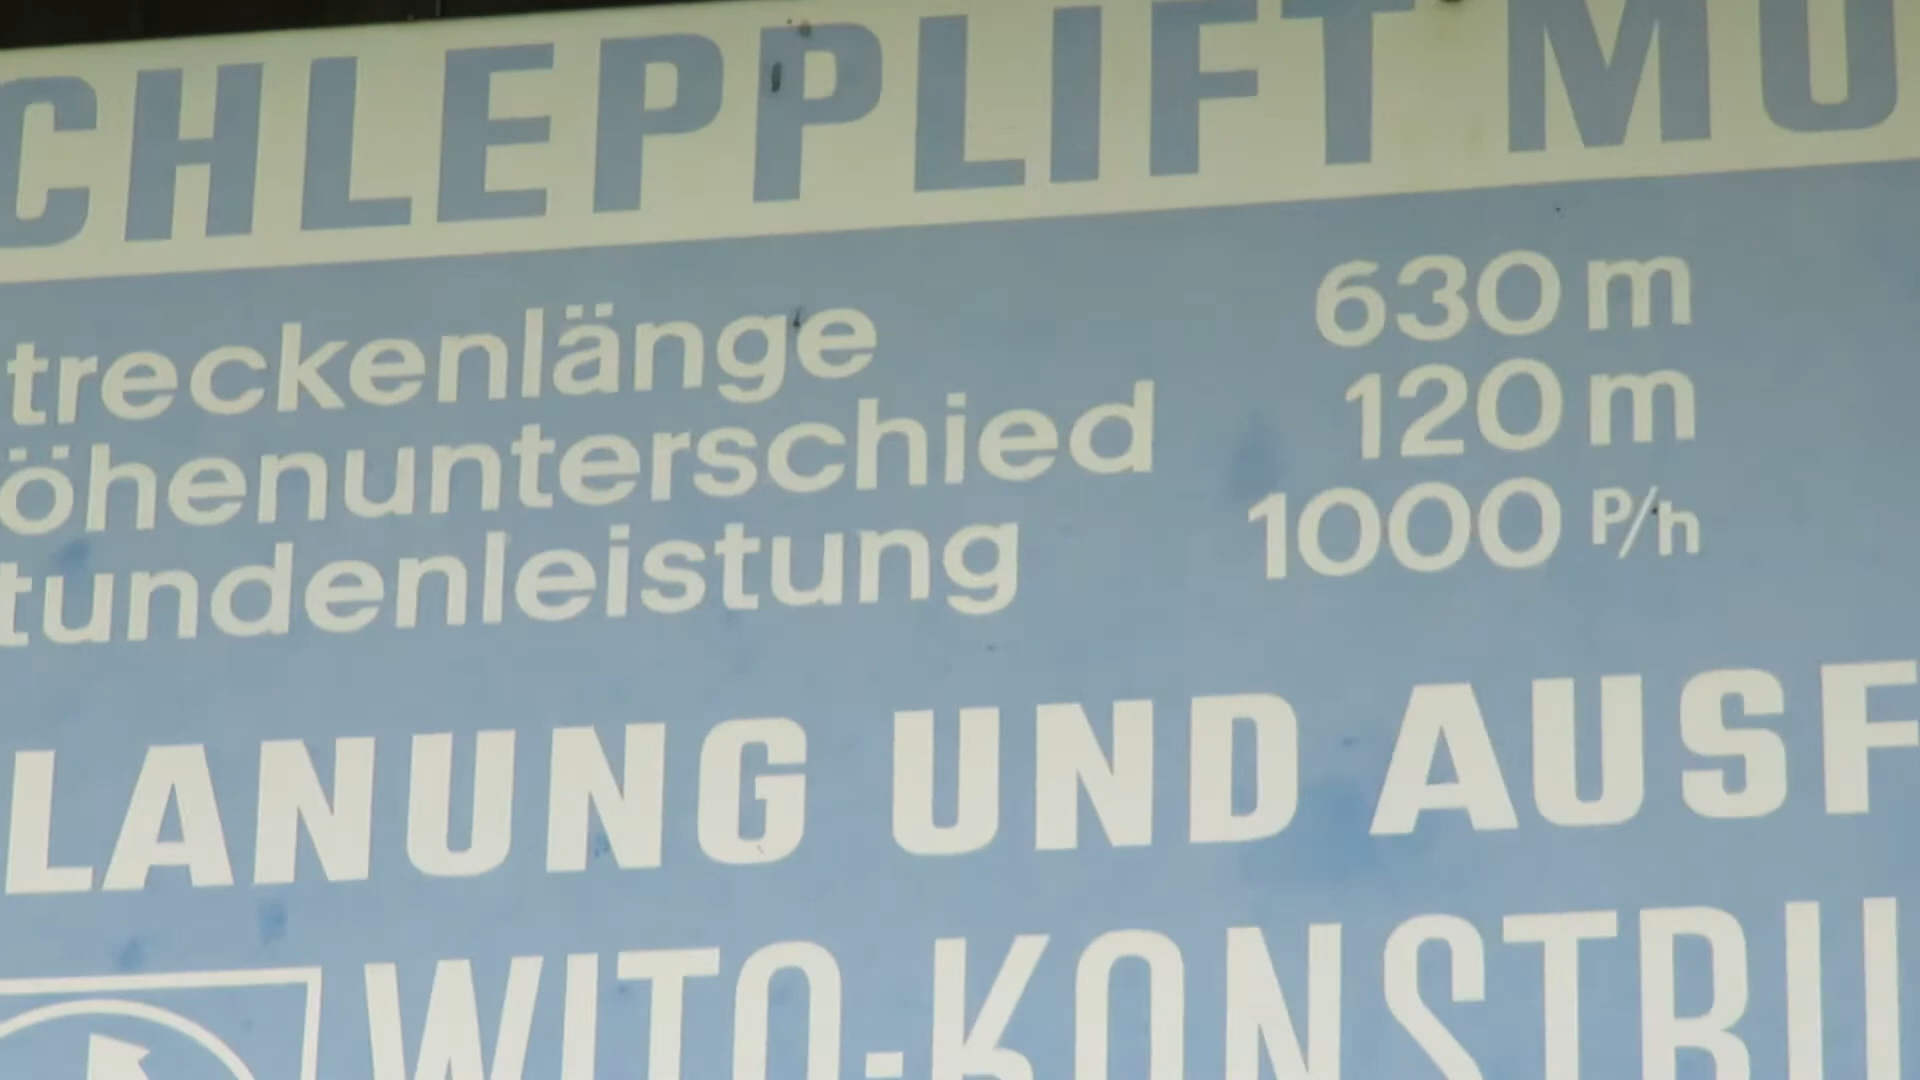 CHLEPPLIFT MU
treckenlänge 630 m
öhenunterschied 120 m
tundenleistung 1000 P/h
LANUNG UND AUSF
WITO-KONSTRU